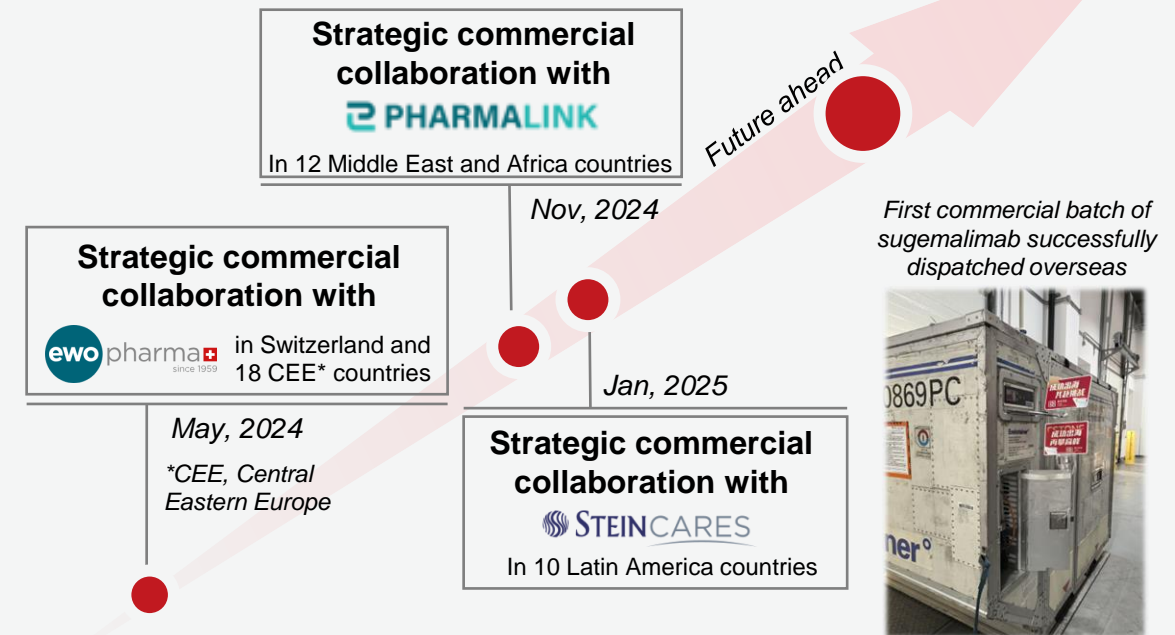 Strategic commercial
collaboration with
PHARMALINK
In 12 Middle East and Africa countries
Nov, 2024
Future ahead
Strategic commercial
collaboration with
ewopharma
since 1959
in Switzerland and
18 CEE* countries
May, 2024
*CEE, Central
Eastern Europe
Jan, 2025
Strategic commercial
collaboration with
STEINCARES
In 10 Latin America countries
First commercial batch of
sugemalimab successfully
dispatched overseas
0869PC
ner